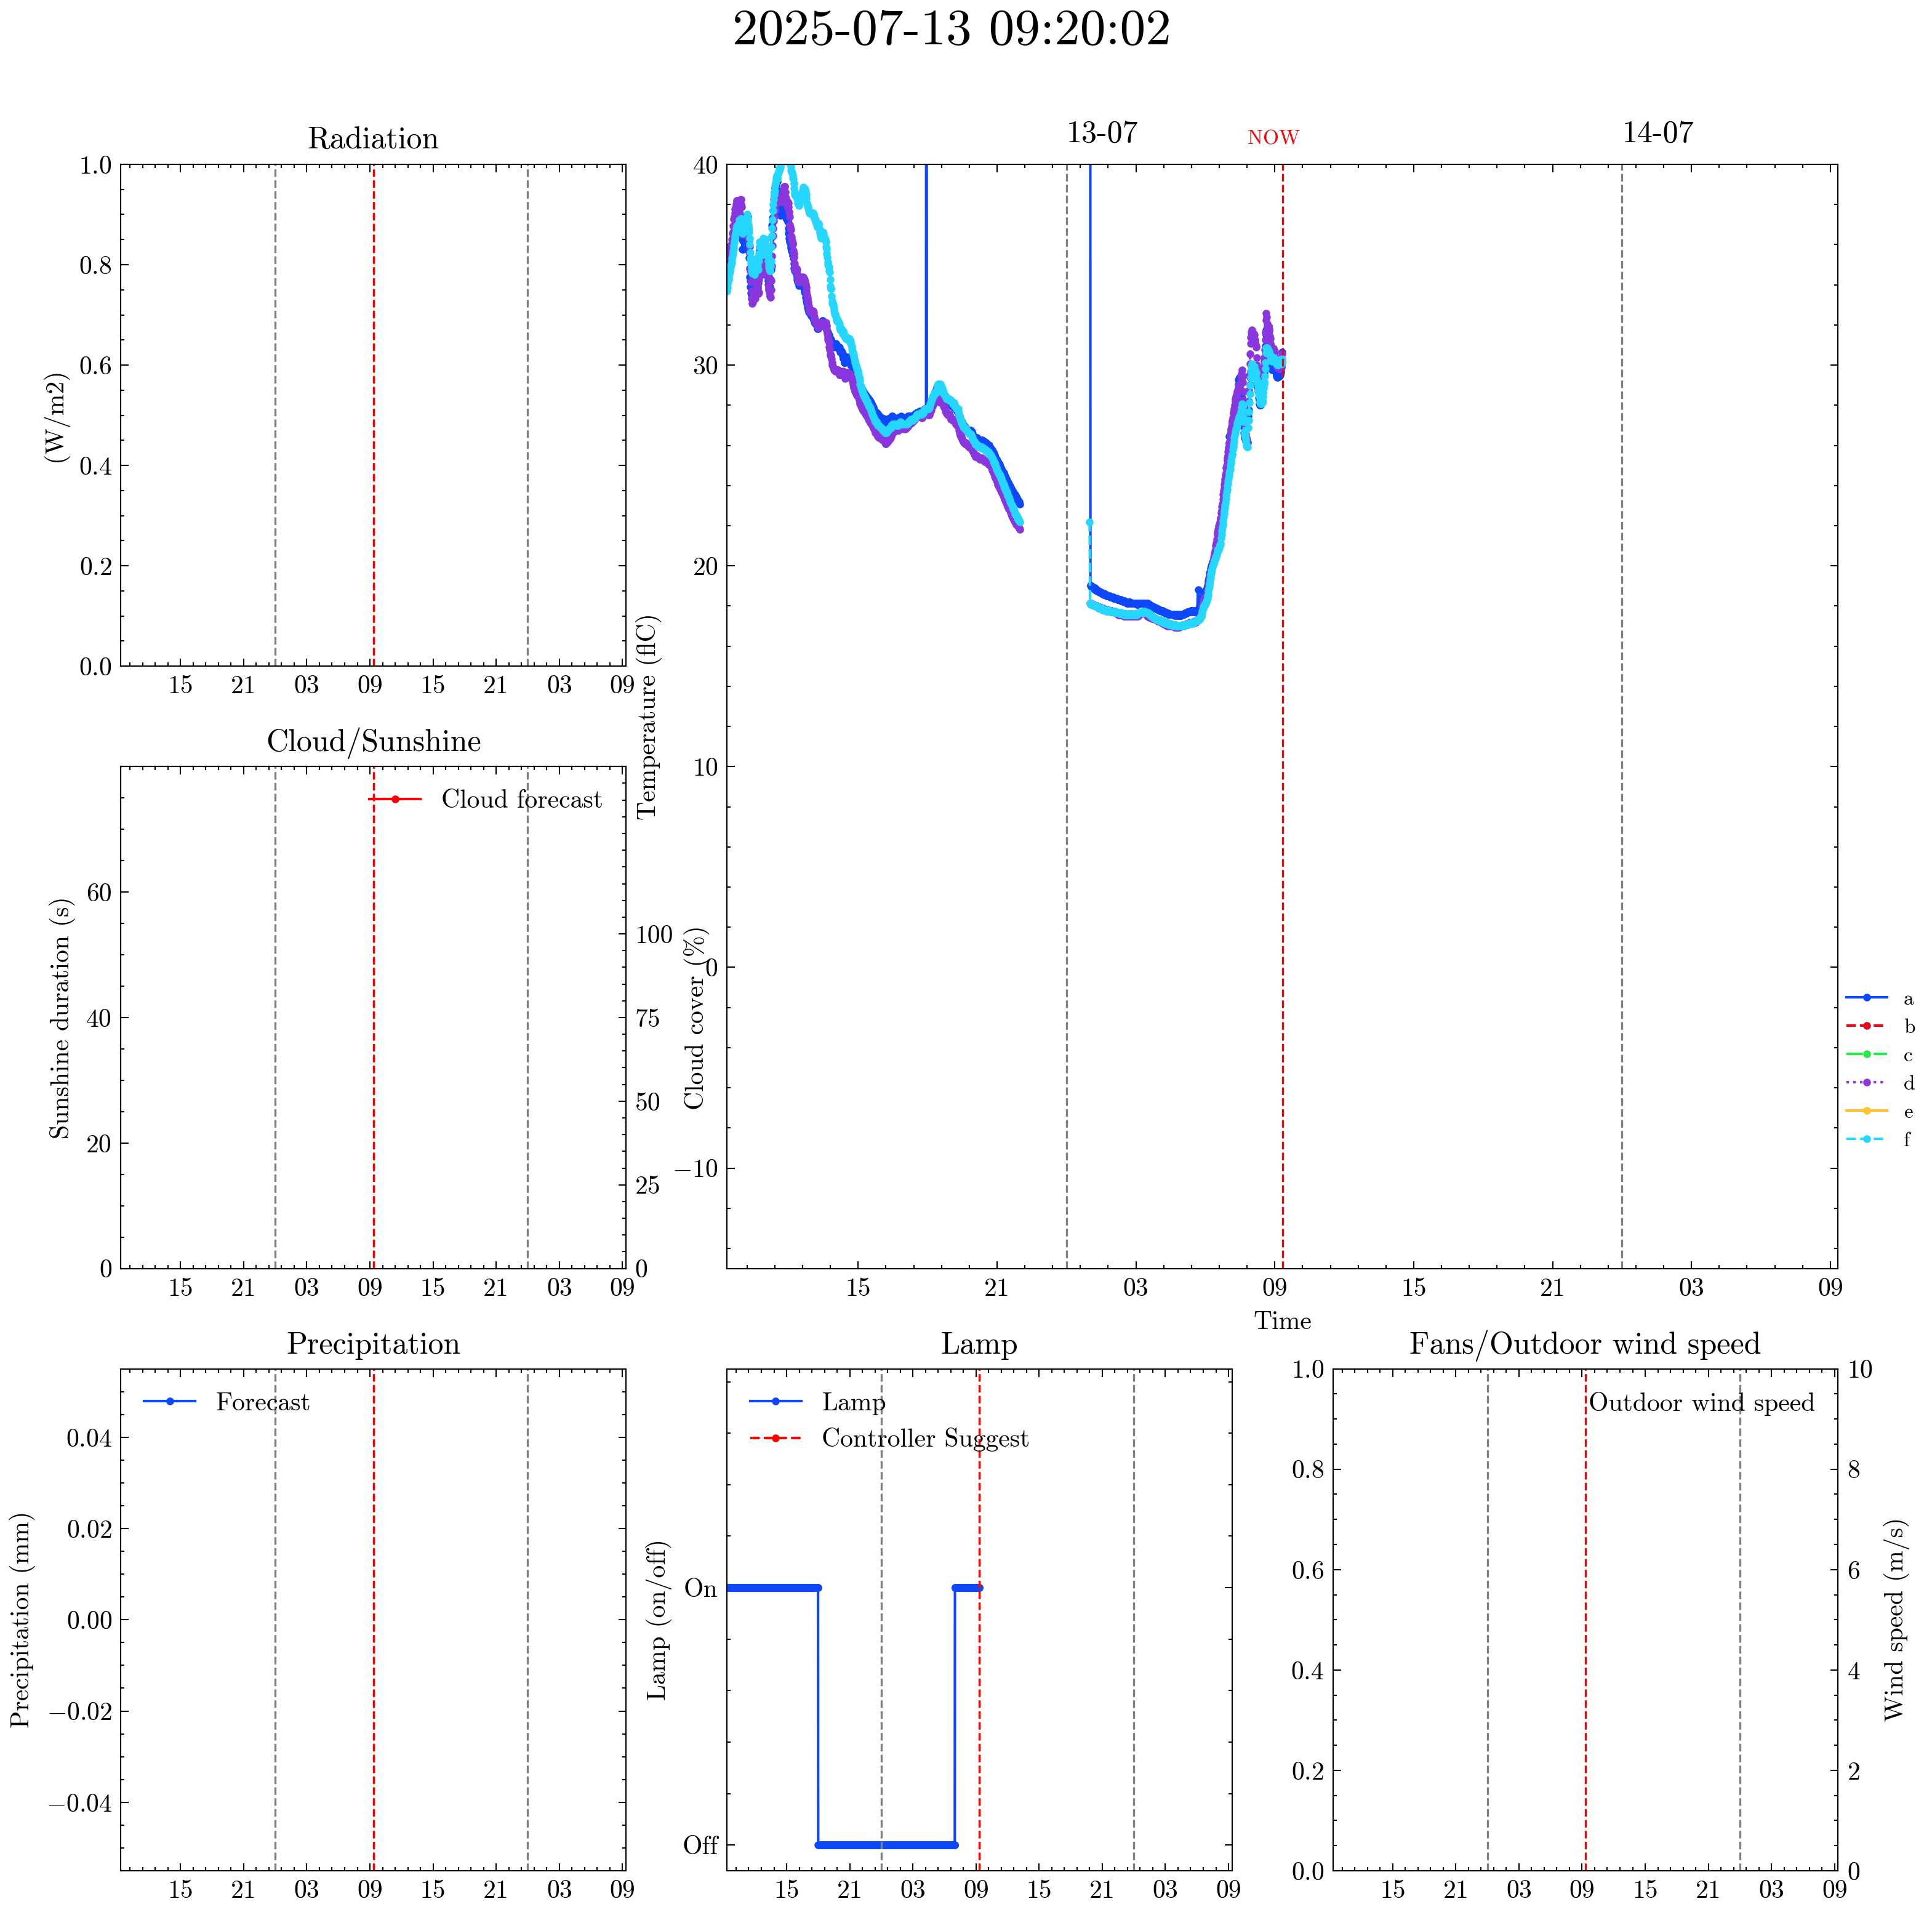 2025-07-13 09:20:02
Radiation
1.0
0.8
0.6
0.4
0.2
0.0
(W/m2)
15 21 03 09 15 21 03 09
13-07 NOW 14-07
40
30
20
10
0
−10
Temperature (flC)
15 21 03 09 15 21 03 09
Time
a
b
c
d
e
f
Cloud/Sunshine
Cloud forecast
60
40
20
0
Sunshine duration (s)
100
75
50
25
0
Cloud cover (%)
15 21 03 09 15 21 03 09
Precipitation
Forecast
0.04
0.02
0.00
−0.02
−0.04
Precipitation (mm)
15 21 03 09 15 21 03 09
Lamp
Lamp
Controller Suggest
On
Off
Lamp (on/off)
15 21 03 09 15 21 03 09
Fans/Outdoor wind speed
Outdoor wind speed
1.0
0.8
0.6
0.4
0.2
0.0
10
8
6
4
2
0
Wind speed (m/s)
15 21 03 09 15 21 03 09